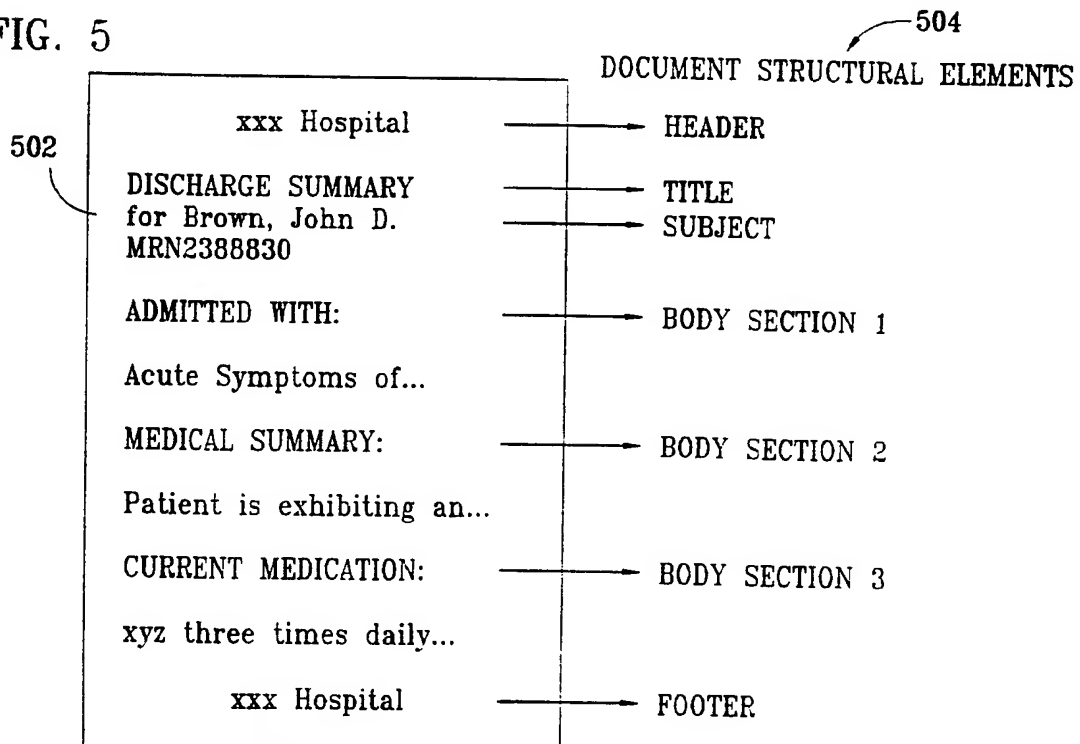 FIG. 5
504
DOCUMENT STRUCTURAL ELEMENTS
xxx Hospital HEADER
502
DISCHARGE SUMMARY TITLE
for Brown, John D. SUBJECT
MRN2388830
ADMITTED WITH: BODY SECTION 1
Acute Symptoms of...
MEDICAL SUMMARY: BODY SECTION 2
Patient is exhibiting an...
CURRENT MEDICATION: BODY SECTION 3
xyz three times daily...
xxx Hospital FOOTER